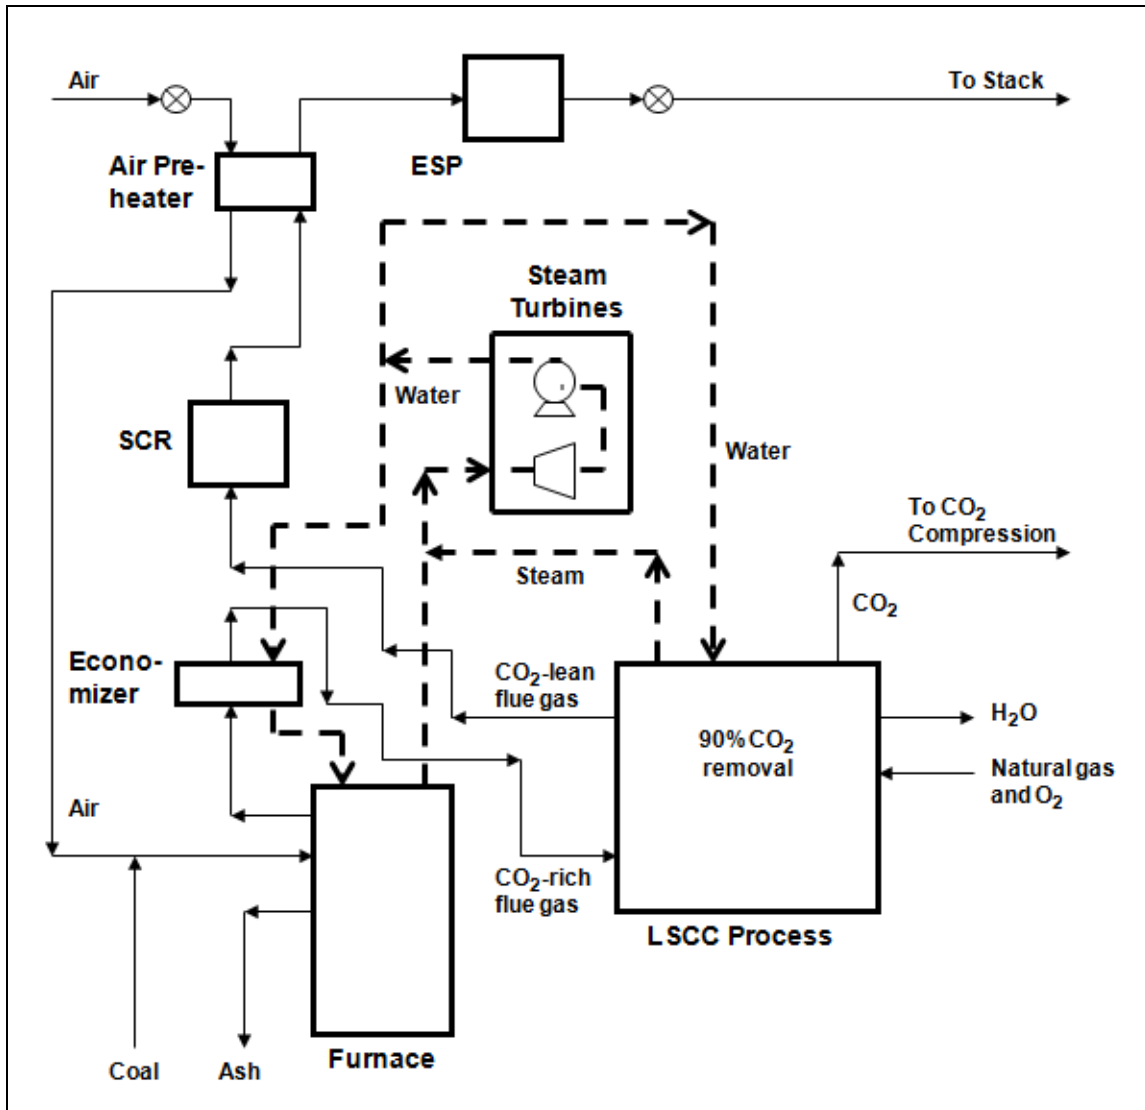 Air
To Stack
Air Pre-
heater
ESP
Steam
Turbines
Water
SCR
Water
To CO₂
Compression
Steam
CO₂
Econo-
mizer
CO₂-lean
flue gas
H₂O
90%CO₂
removal
Natural gas
and O₂
Air
CO₂-rich
flue gas
LSCC Process
Furnace
Coal
Ash